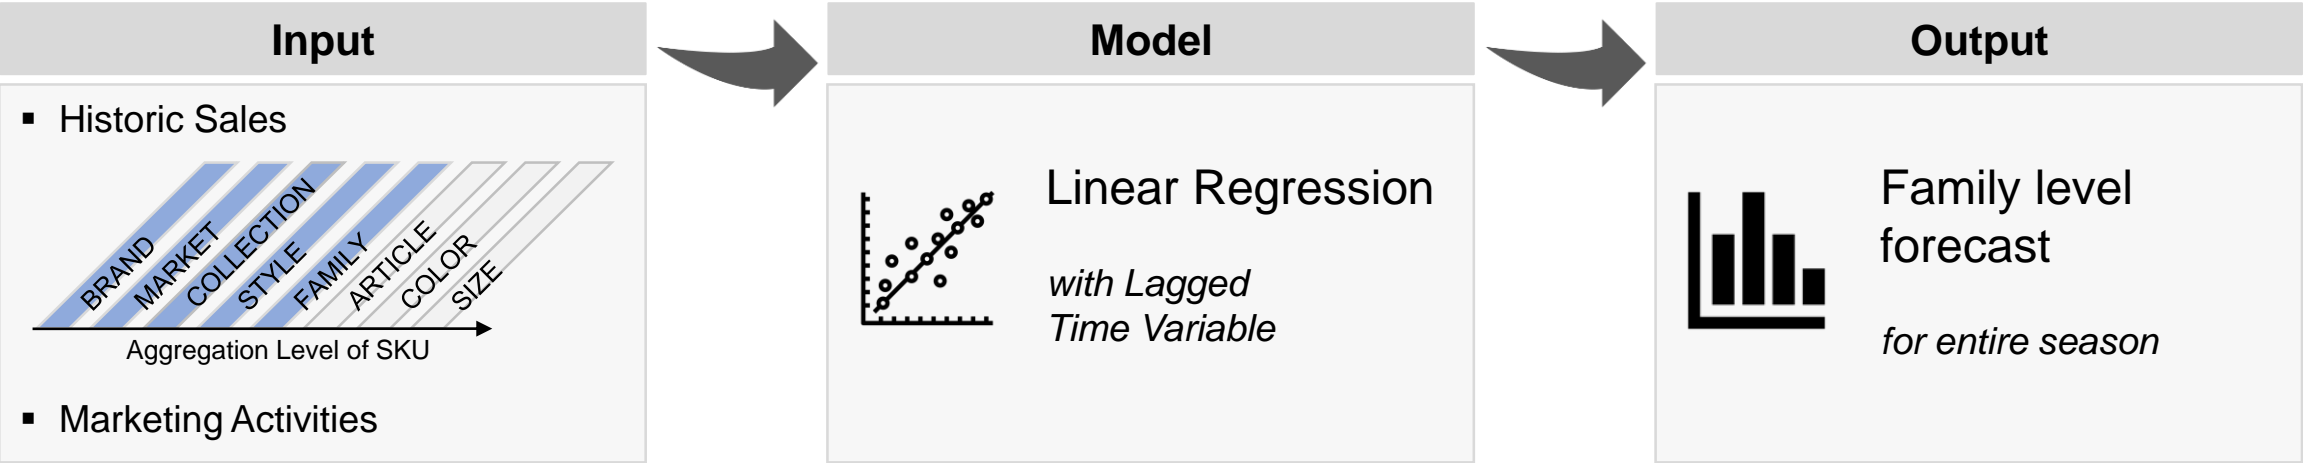 Input
Model
Output
▪ Historic Sales
BRAND
MARKET
COLLECTION
STYLE
FAMILY
ARTICLE
COLOR
SIZE
Aggregation Level of SKU
▪ Marketing Activities
Linear Regression
with Lagged
Time Variable
Family level
forecast
for entire season